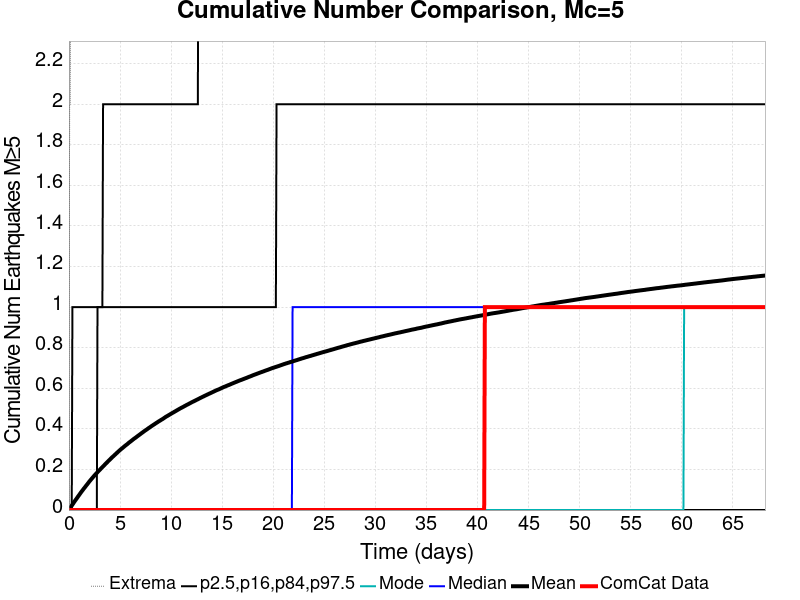 Cumulative Number Comparison, Mc=5
Cumulative Num Earthquakes M≥5
2.2
2
1.8
1.6
1.4
1.2
1
0.8
0.6
0.4
0.2
0
0 5 10 15 20 25 30 35 40 45 50 55 60 65
Time (days)
Extrema p2.5,p16,p84,p97.5 Mode Median Mean ComCat Data